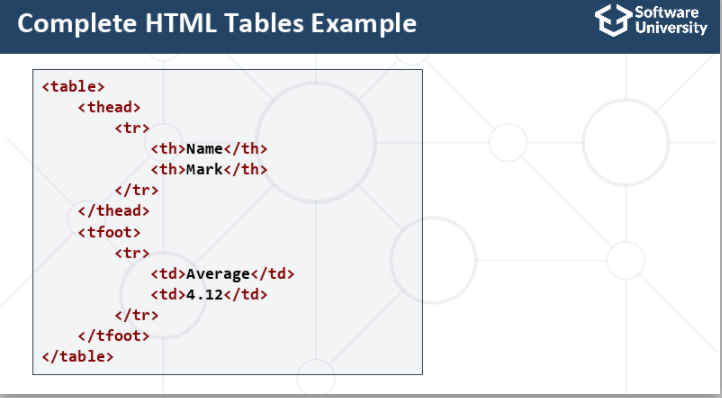 Complete HTML Tables Example
Software
University
<table>
    <thead>
        <tr>
            <th>Name</th>
            <th>Mark</th>
        </tr>
    </thead>
    <tfoot>
        <tr>
            <td>Average</td>
            <td>4.12</td>
        </tr>
    </tfoot>
</table>